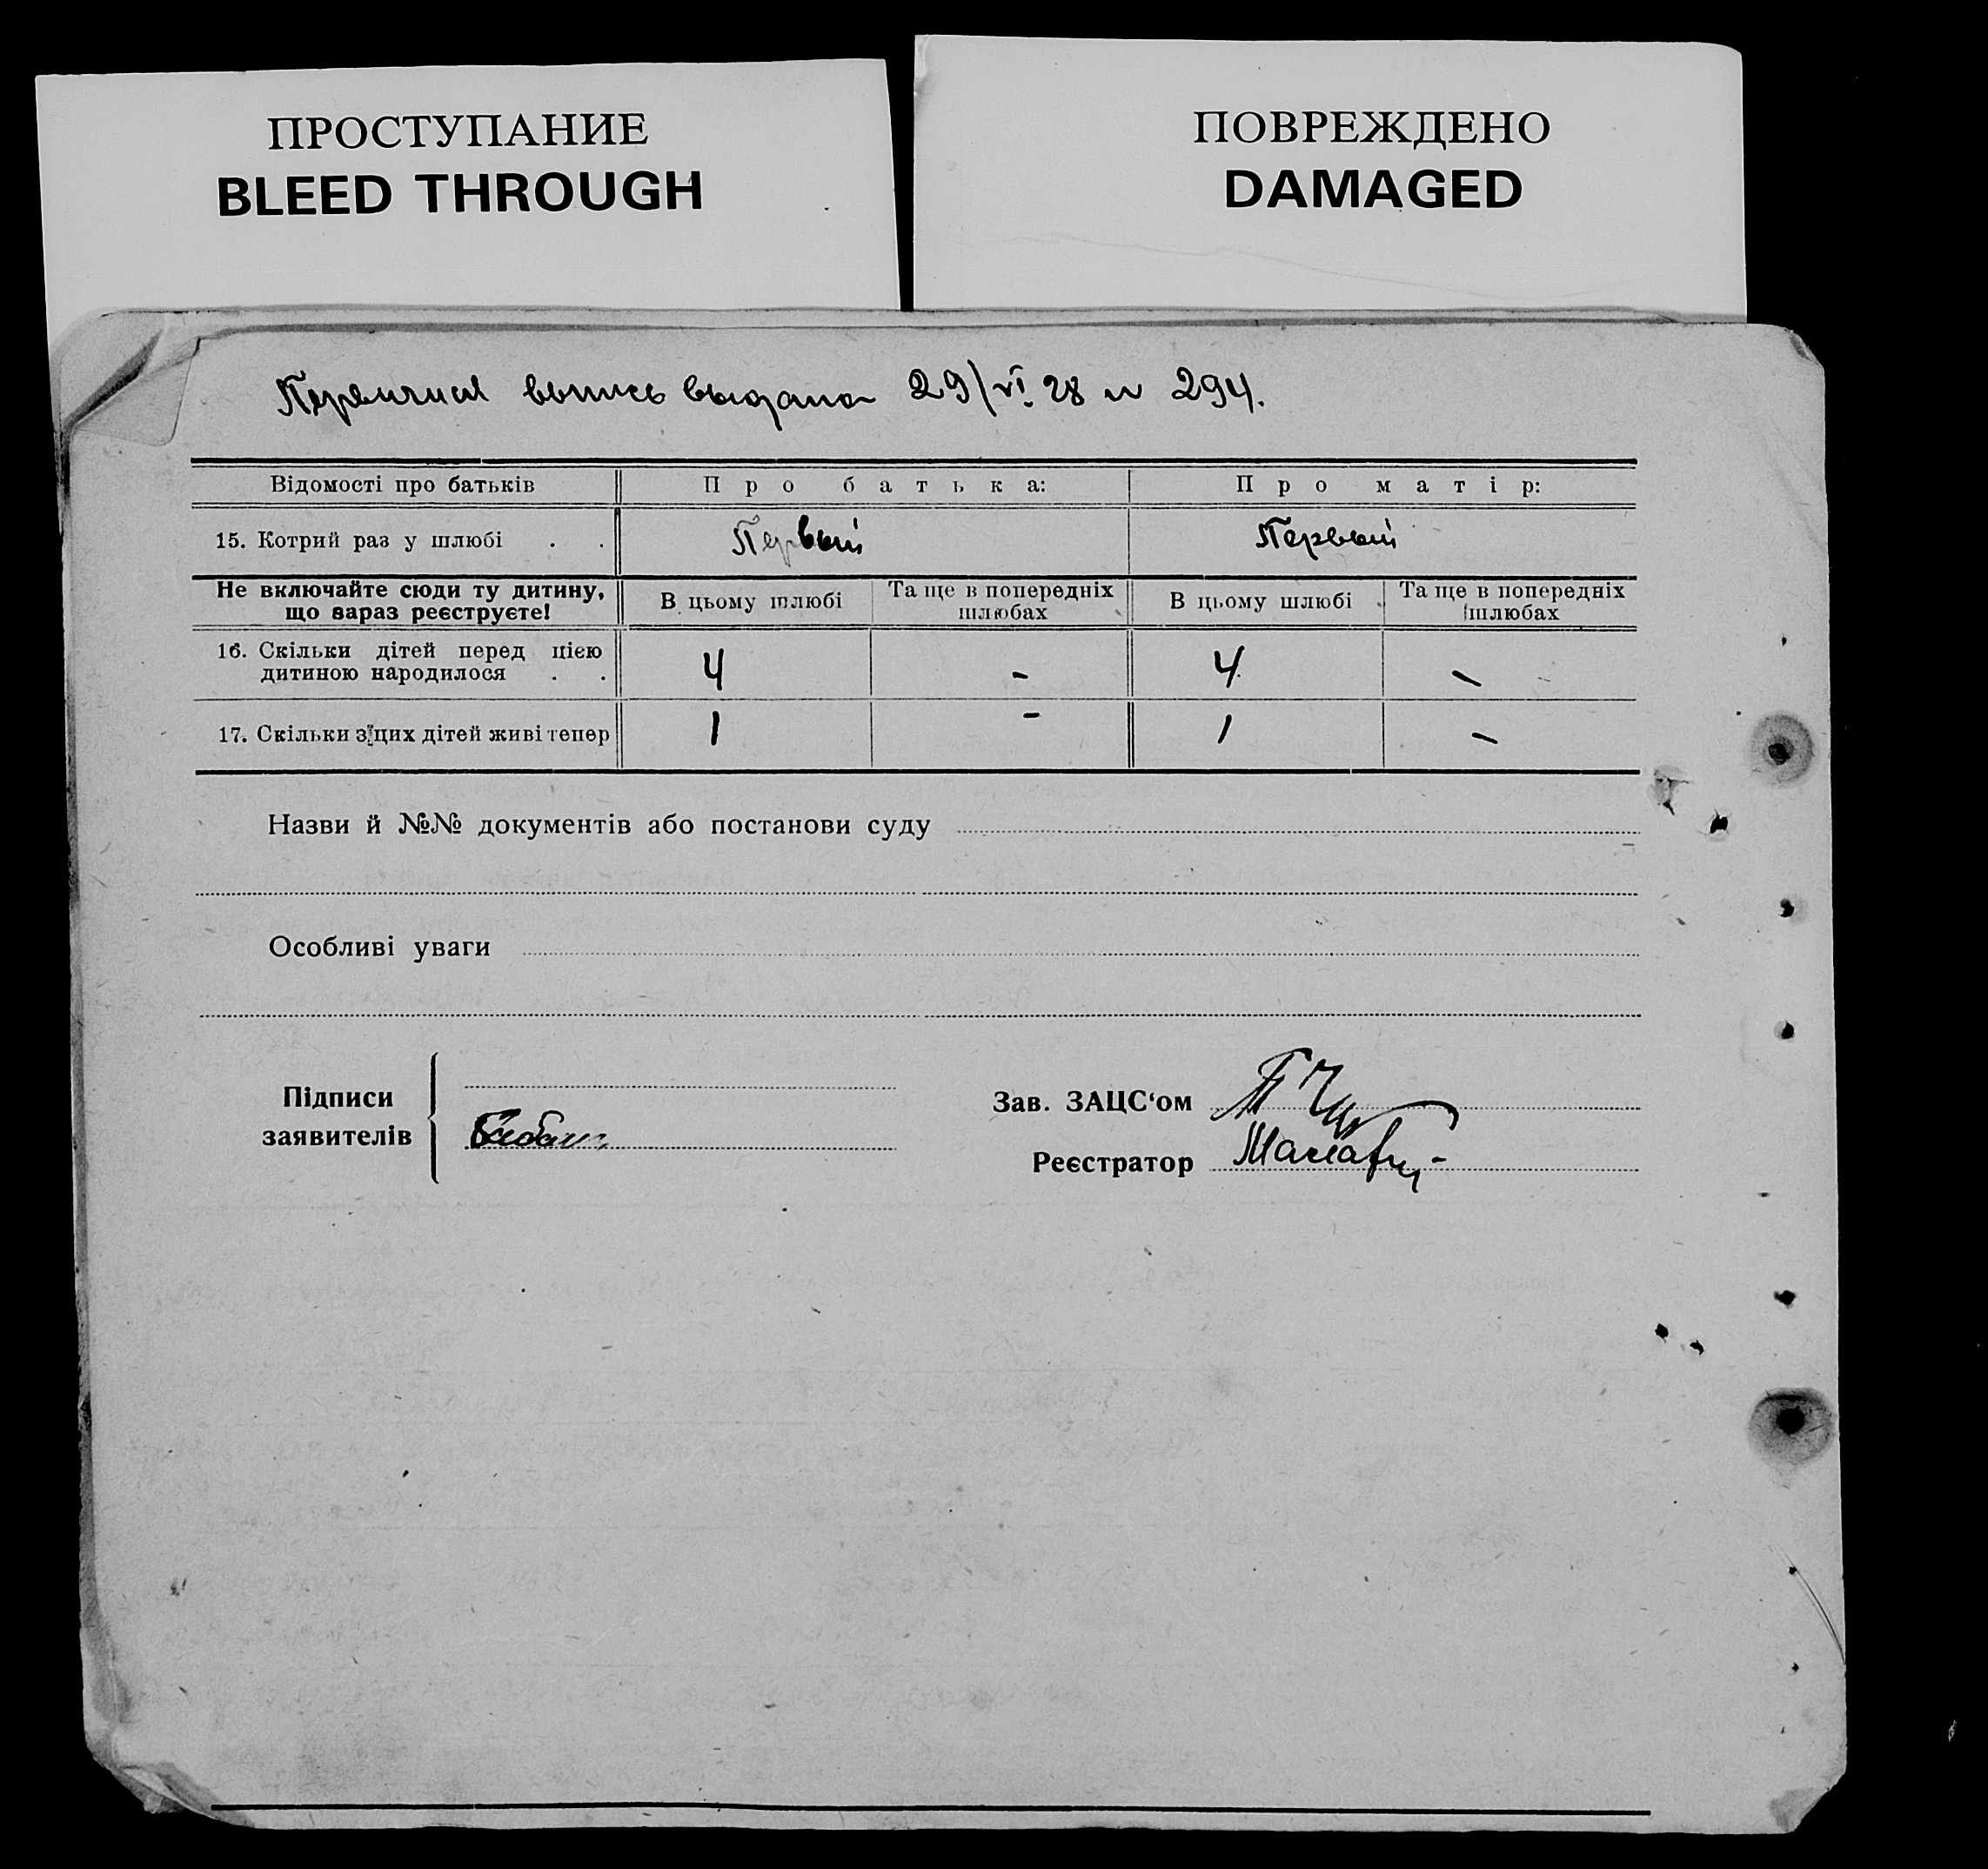 ПРОСТУПАНИЕ
BLEED THROUGH
ПОВРЕЖДЕНО
DAMAGED
выпись выдана 29/VI. 28 № 294.
Відомості про батьків Про батька: Про матір:
15. Котрий раз у шлюбі . . Первый Первый
Не включайте сюди ту дитину, що зараз реєструєте! В цьому шлюбі Та ще в попередніх шлюбах В цьому шлюбі Та ще в попередніх шлюбах
16. Скільки дітей перед цією дитиною народилося . . 4 - 4 -
17. Скільки з цих дітей живі тепер 1 - 1 -
Назви й №№ документів або постанови суду
Особливі уваги
Підписи заявителів
Зав. ЗАЦС‘ом
Реєстратор